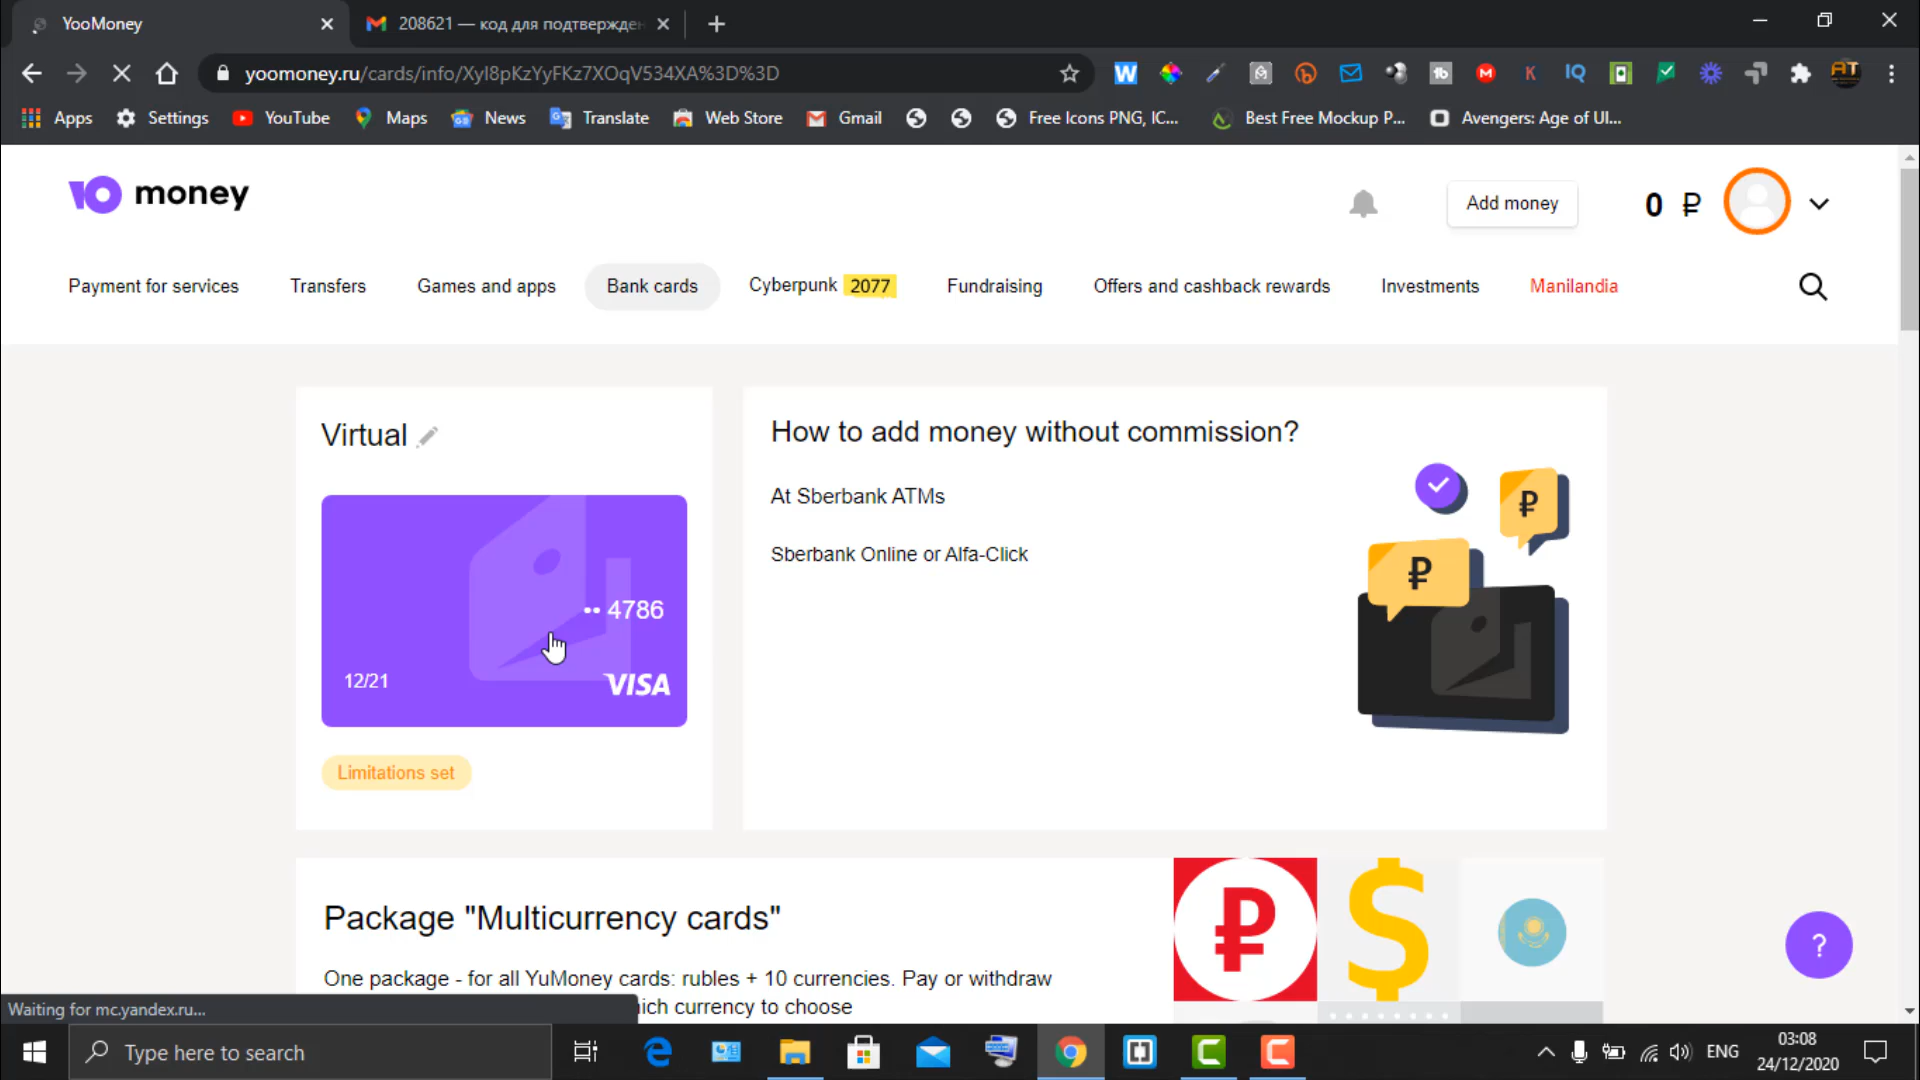 YooMoney
208621 — код для подтвержден
yoomoney.ru/cards/info/XyI8pKzYyFKz7XOqV534XA%3D%3D
Apps Settings YouTube Maps News Translate Web Store Gmail Free Icons PNG, IC... Best Free Mockup P... Avengers: Age of Ul...
Ю money
Add money
0 ₽
Payment for services Transfers Games and apps Bank cards Cyberpunk 2077 Fundraising Offers and cashback rewards Investments Manilandia
Virtual
•• 4786
12/21
VISA
Limitations set
How to add money without commission?
At Sberbank ATMs
Sberbank Online or Alfa-Click
₽
₽
Package "Multicurrency cards"
One package - for all YuMoney cards: rubles + 10 currencies. Pay or withdraw
ich currency to choose
₽
$
?
Waiting for mc.yandex.ru...
Type here to search
ENG
03:08
24/12/2020